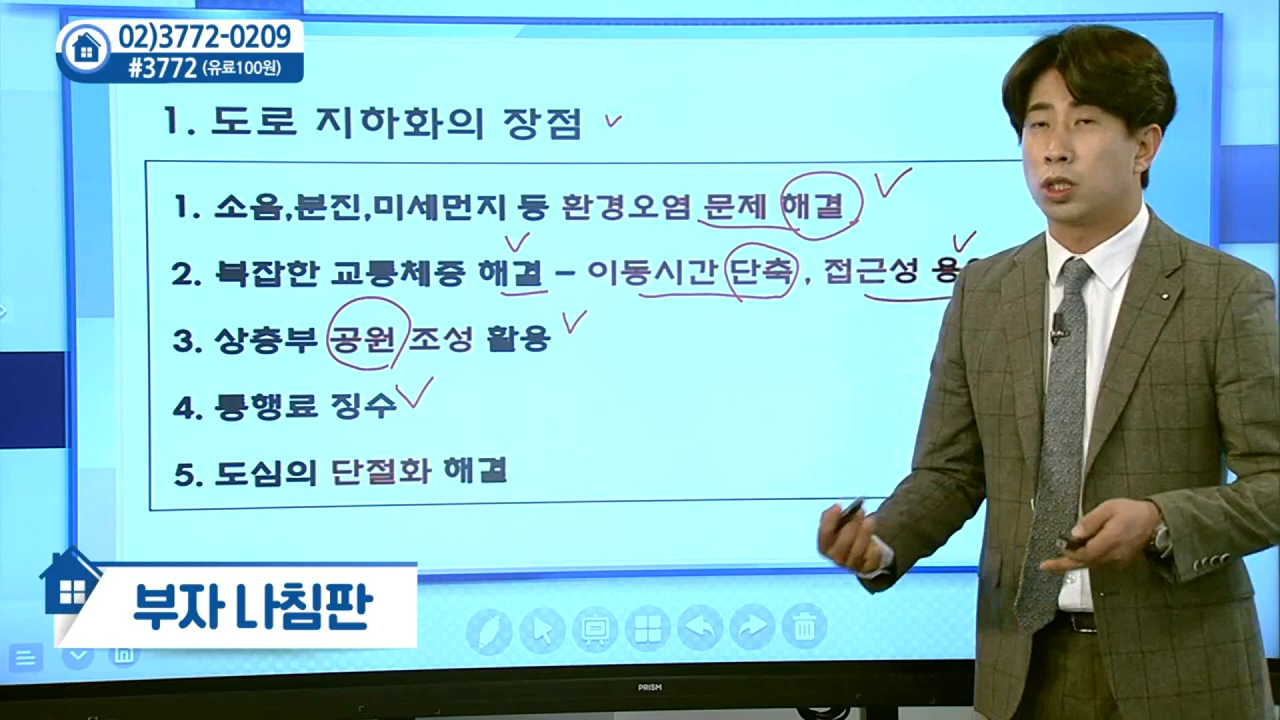 02)3772-0209
#3772 (유료100원)
1. 도로 지하화의 장점
1. 소음,분진,미세먼지 등 환경오염 문제 해결
2. 복잡한 교통체증 해결 – 이동시간 단축 , 접근성
3. 상층부 공원 조성 활용
4. 통행료 징수
5. 도심의 단절화 해결
부자 나침판
PRISM